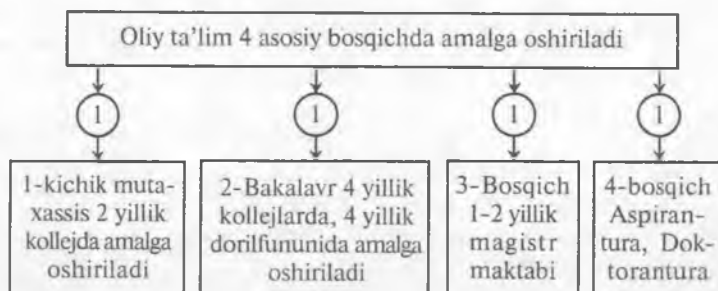 Oliy ta’lim 4 asosiy bosqichda amalga oshiriladi
1
1
1
1
1-kichik muta-
xassis 2 yillik
kollejda amalga
oshiriladi
2-Bakalavr 4 yillik
kollejlarda, 4 yillik
dorilfununida amalga
oshiriladi
3-Bosqich
1-2 yillik
magistr
maktabi
4-bosqich
Aspiran-
tura, Dok-
torantura